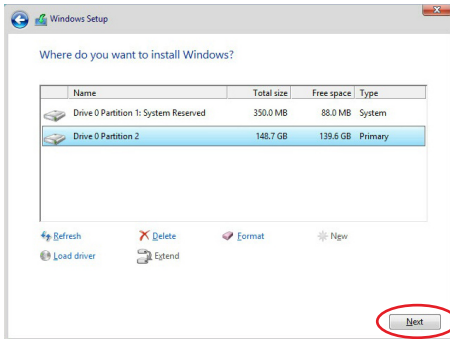 Windows Setup
Where do you want to install Windows?
Name Total size Free space Type
Drive 0 Partition 1: System Reserved 350.0 MB 88.0 MB System
Drive 0 Partition 2 148.7 GB 139.6 GB Primary
Refresh Delete Format New
Load driver Extend
Next